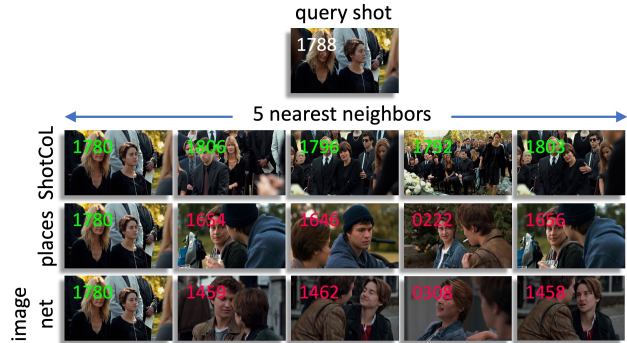 query shot
1788
5 nearest neighbors
ShotCoL
1780 1806 1796 1792 1803
places
1780 1654 1646 0222 1656
image
net
1780 1459 1462 0308 1458